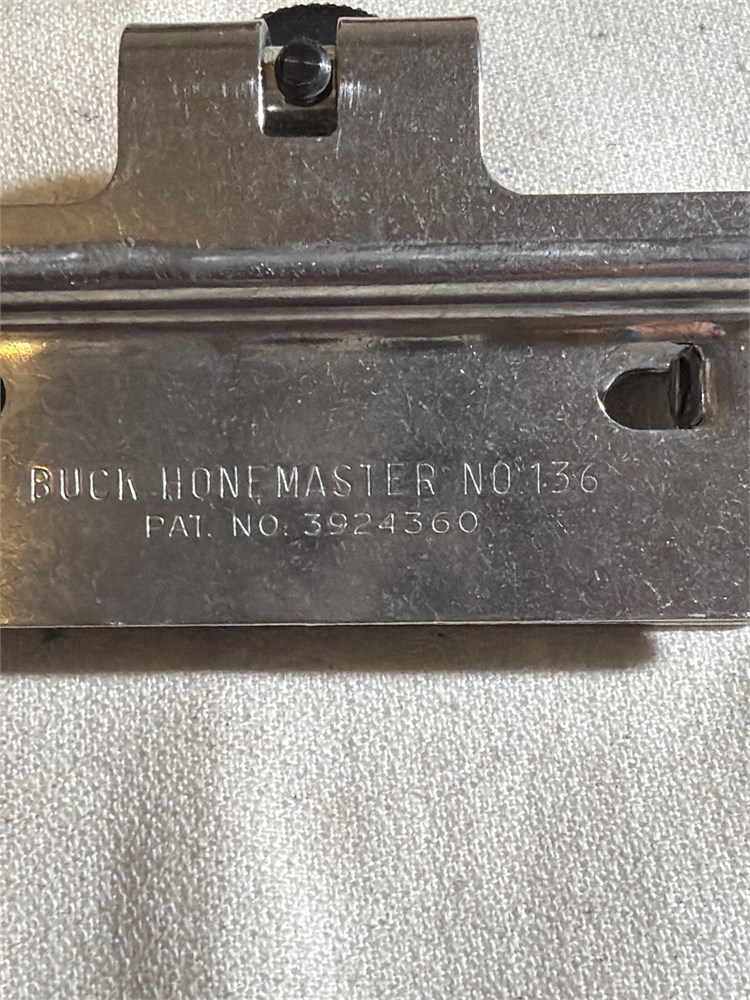 BUCK HONEMASTER NO.136
PAT. NO. 3924360